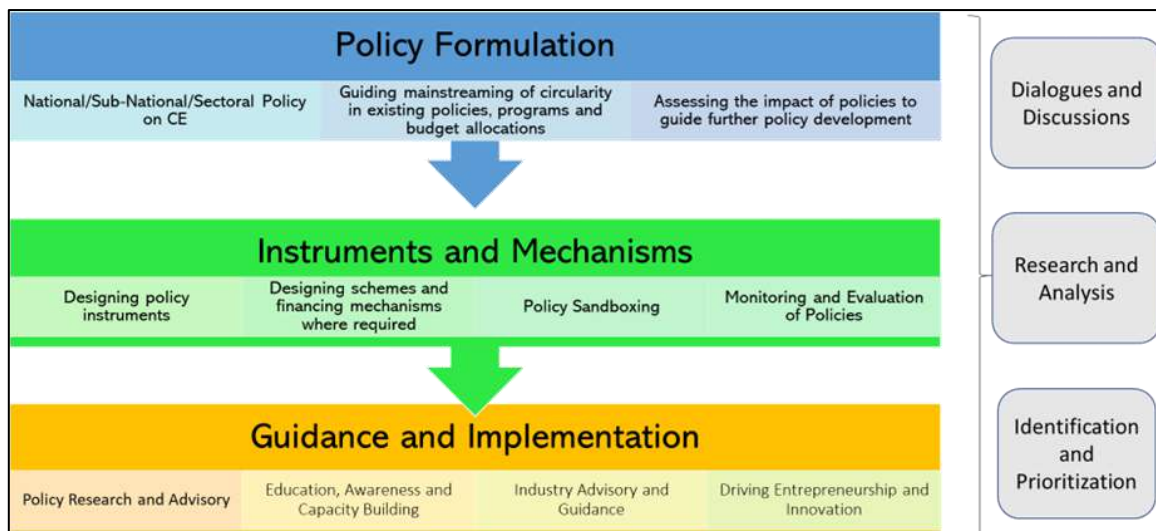 Policy Formulation
National/Sub-National/Sectoral Policy
on CE
Guiding mainstreaming of circularity
in existing policies, programs and
budget allocations
Assessing the impact of policies to
guide further policy development
Instruments and Mechanisms
Designing policy
instruments
Designing schemes and
financing mechanisms
where required
Policy Sandboxing
Monitoring and Evaluation
of Policies
Guidance and Implementation
Policy Research and Advisory
Education, Awareness and
Capacity Building
Industry Advisory and
Guidance
Driving Entrepreneurship and
Innovation
Dialogues and
Discussions
Research and
Analysis
Identification
and
Prioritization